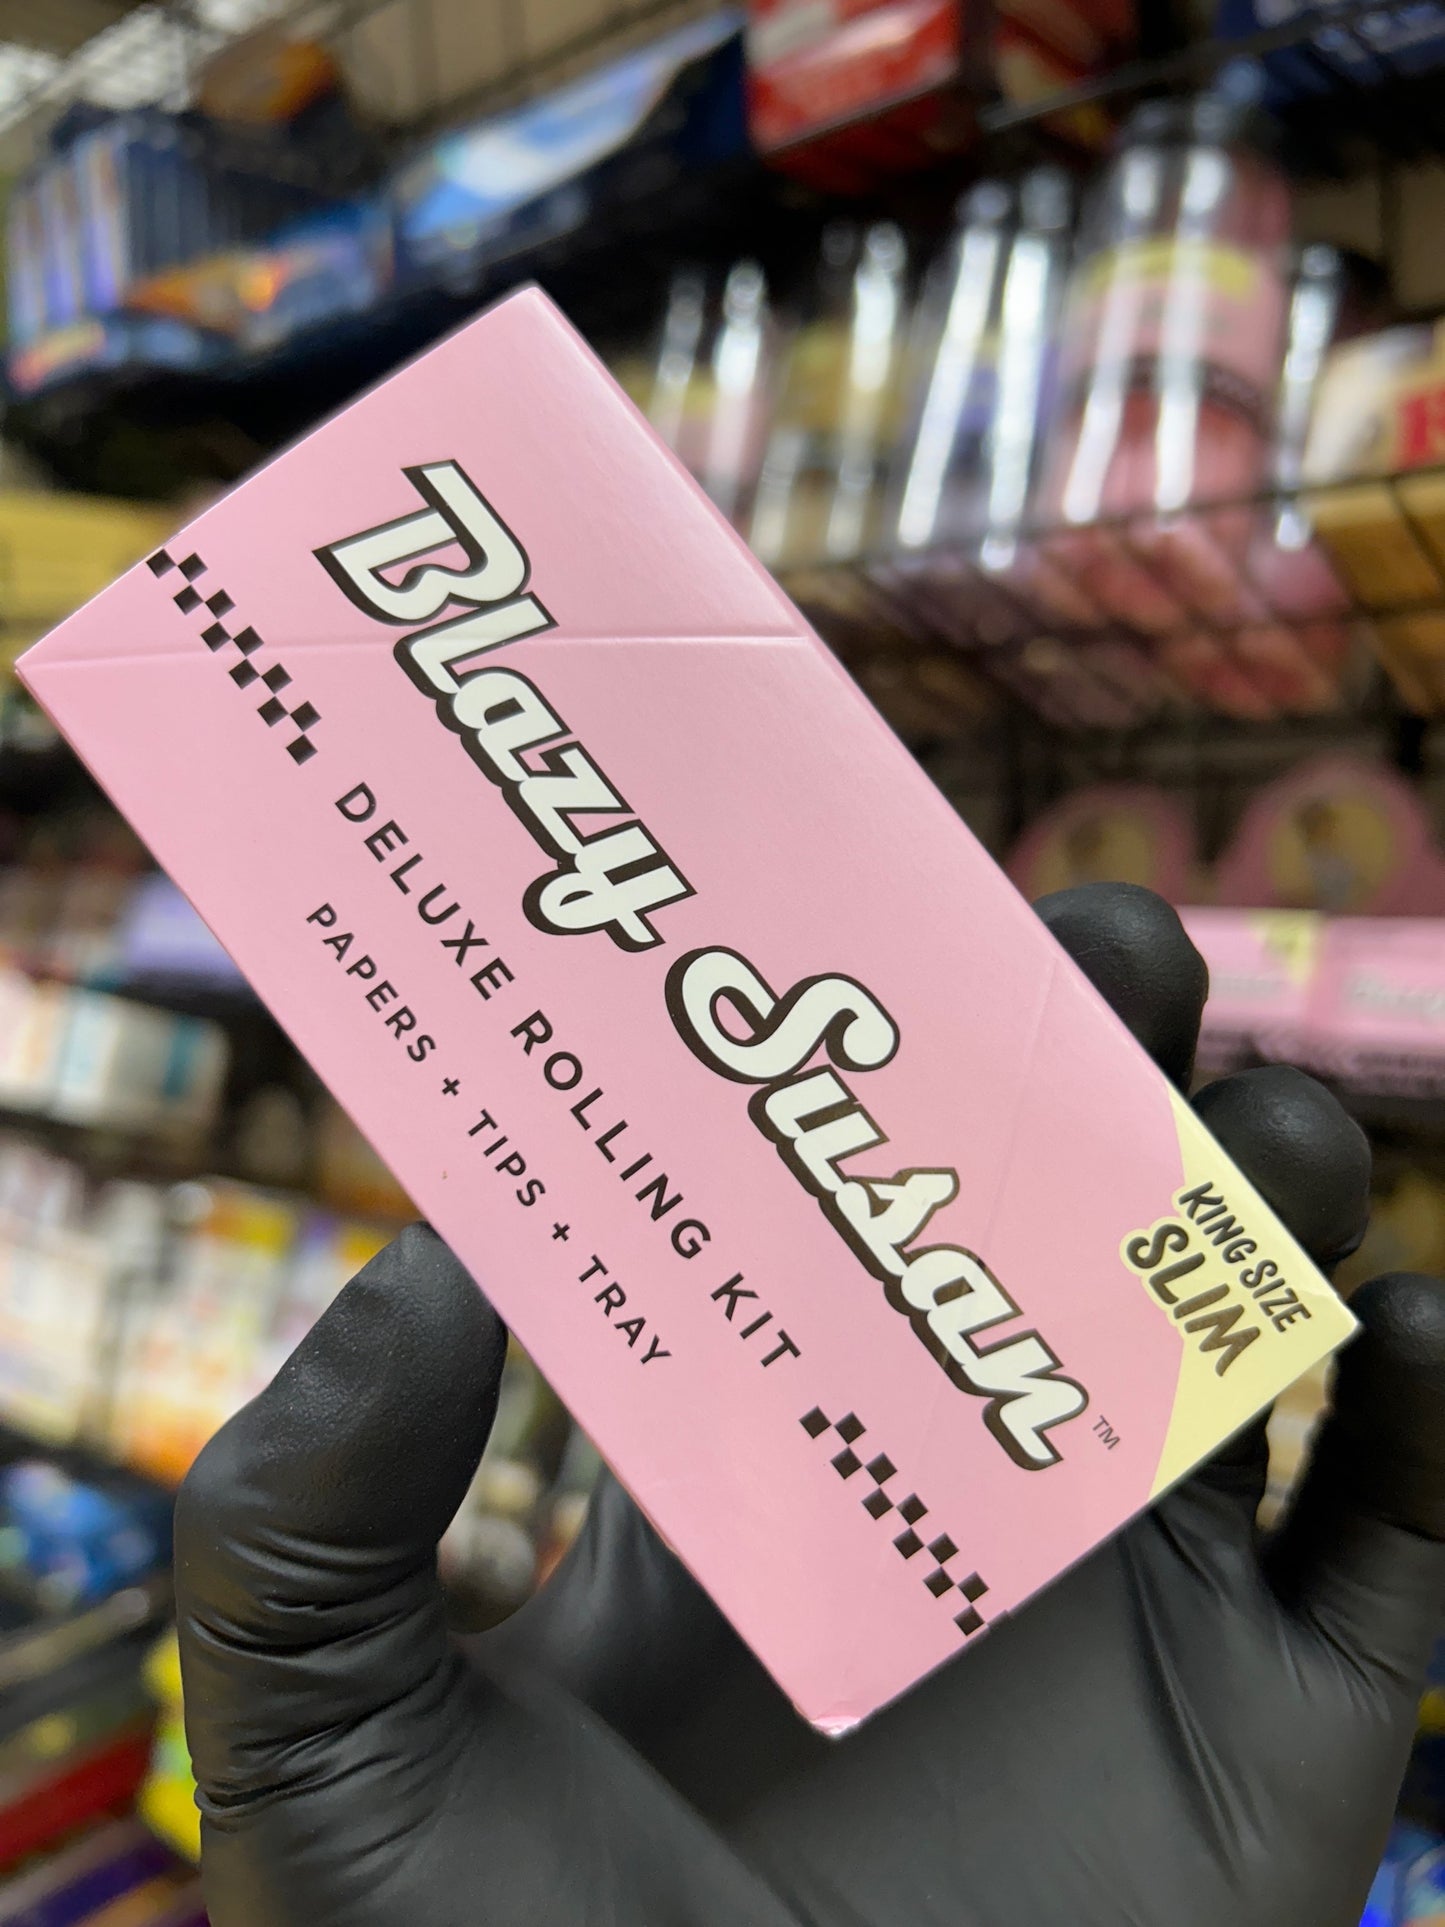 Blazy Susan™
DELUXE ROLLING KIT
PAPERS + TIPS + TRAY
KING SIZE
SLIM